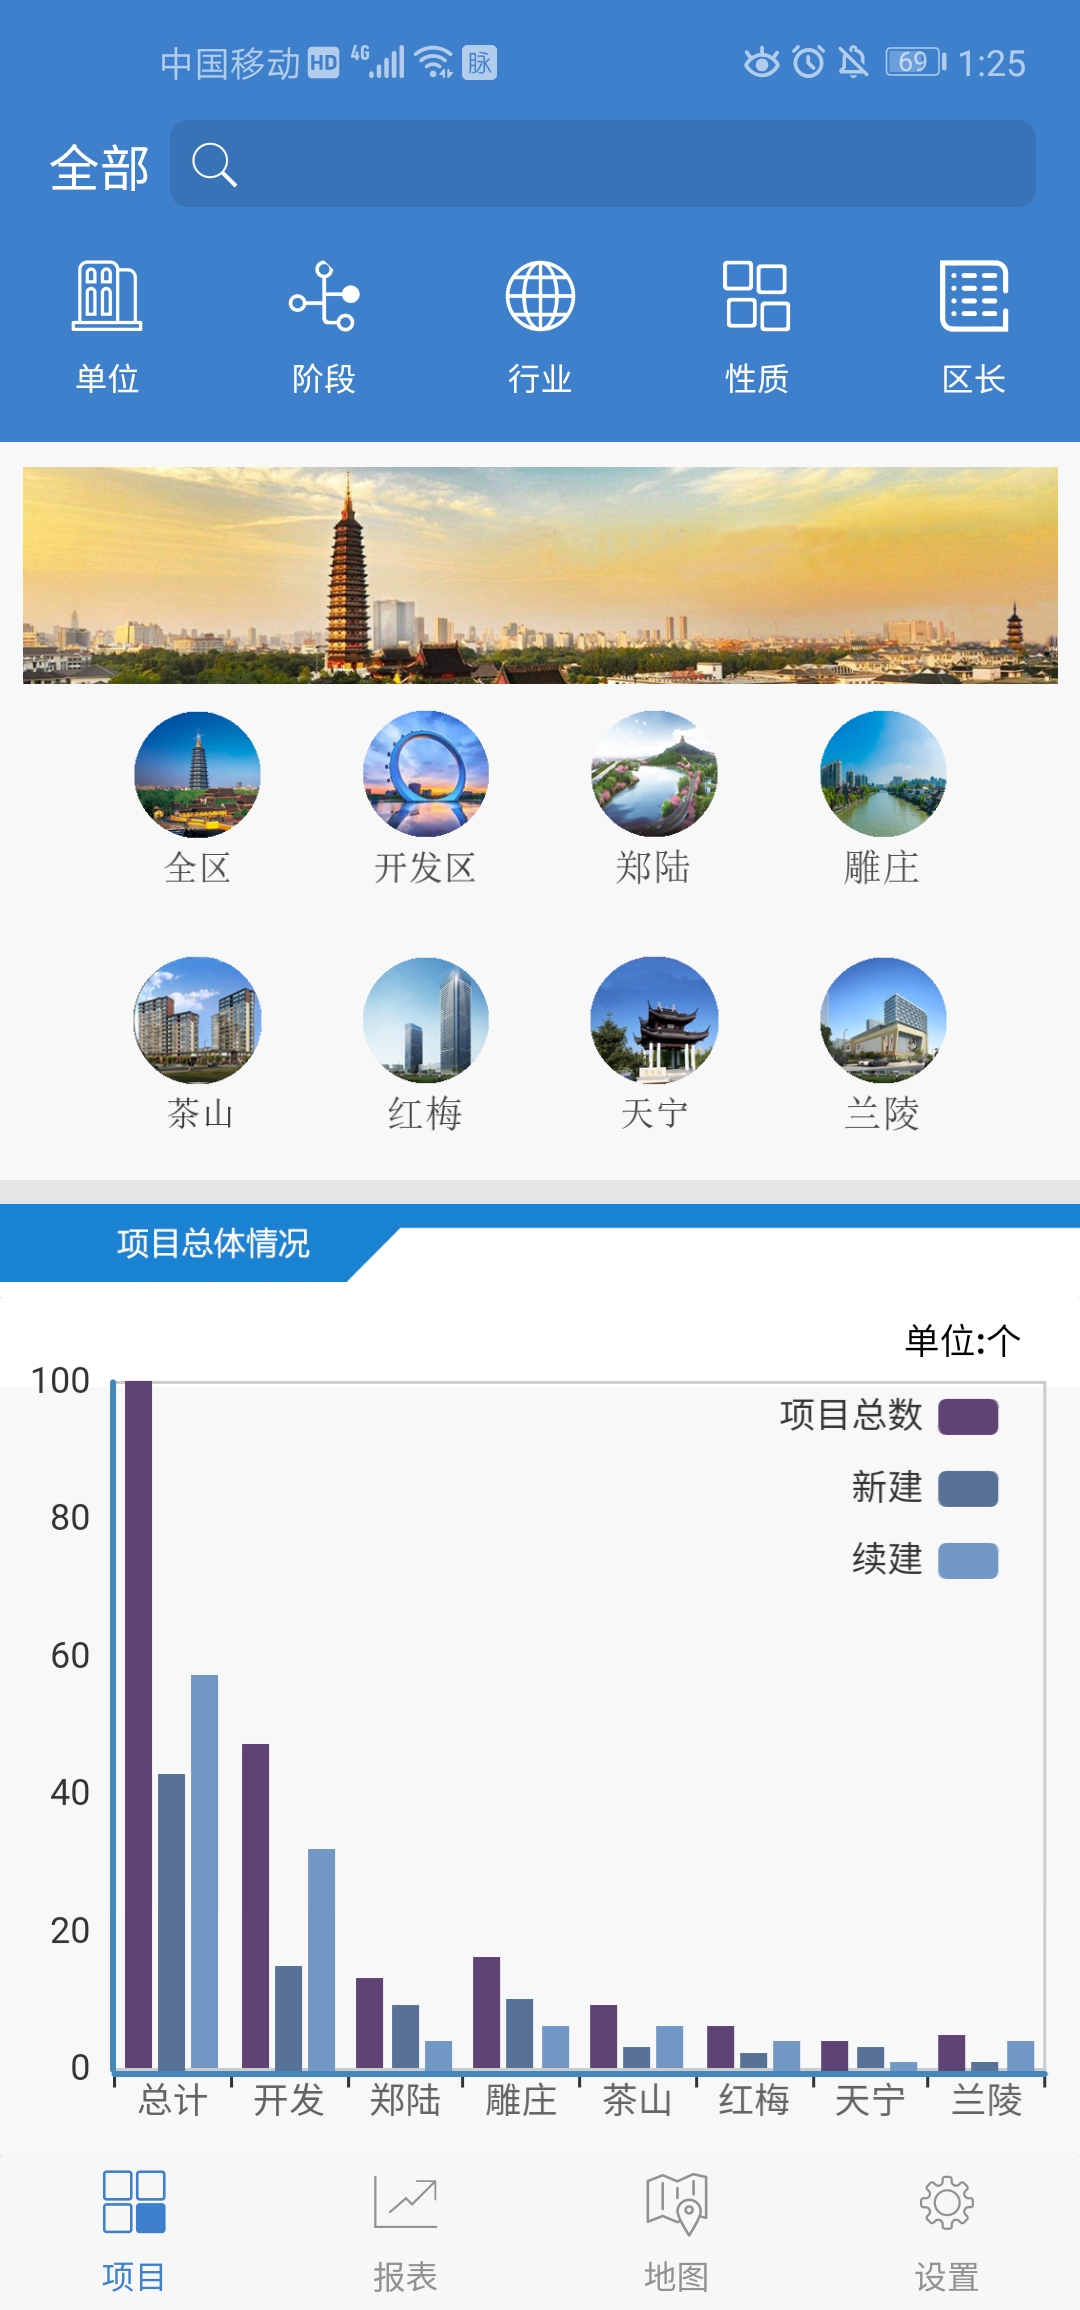 中国移动 HD 4G 脉 69 1:25
全部
单位 阶段 行业 性质 区长
全区 开发区 郑陆 雕庄
茶山 红梅 天宁 兰陵
项目总体情况
单位:个
项目总数
新建
续建
100
80
60
40
20
0
总计 开发 郑陆 雕庄 茶山 红梅 天宁 兰陵
项目 报表 地图 设置